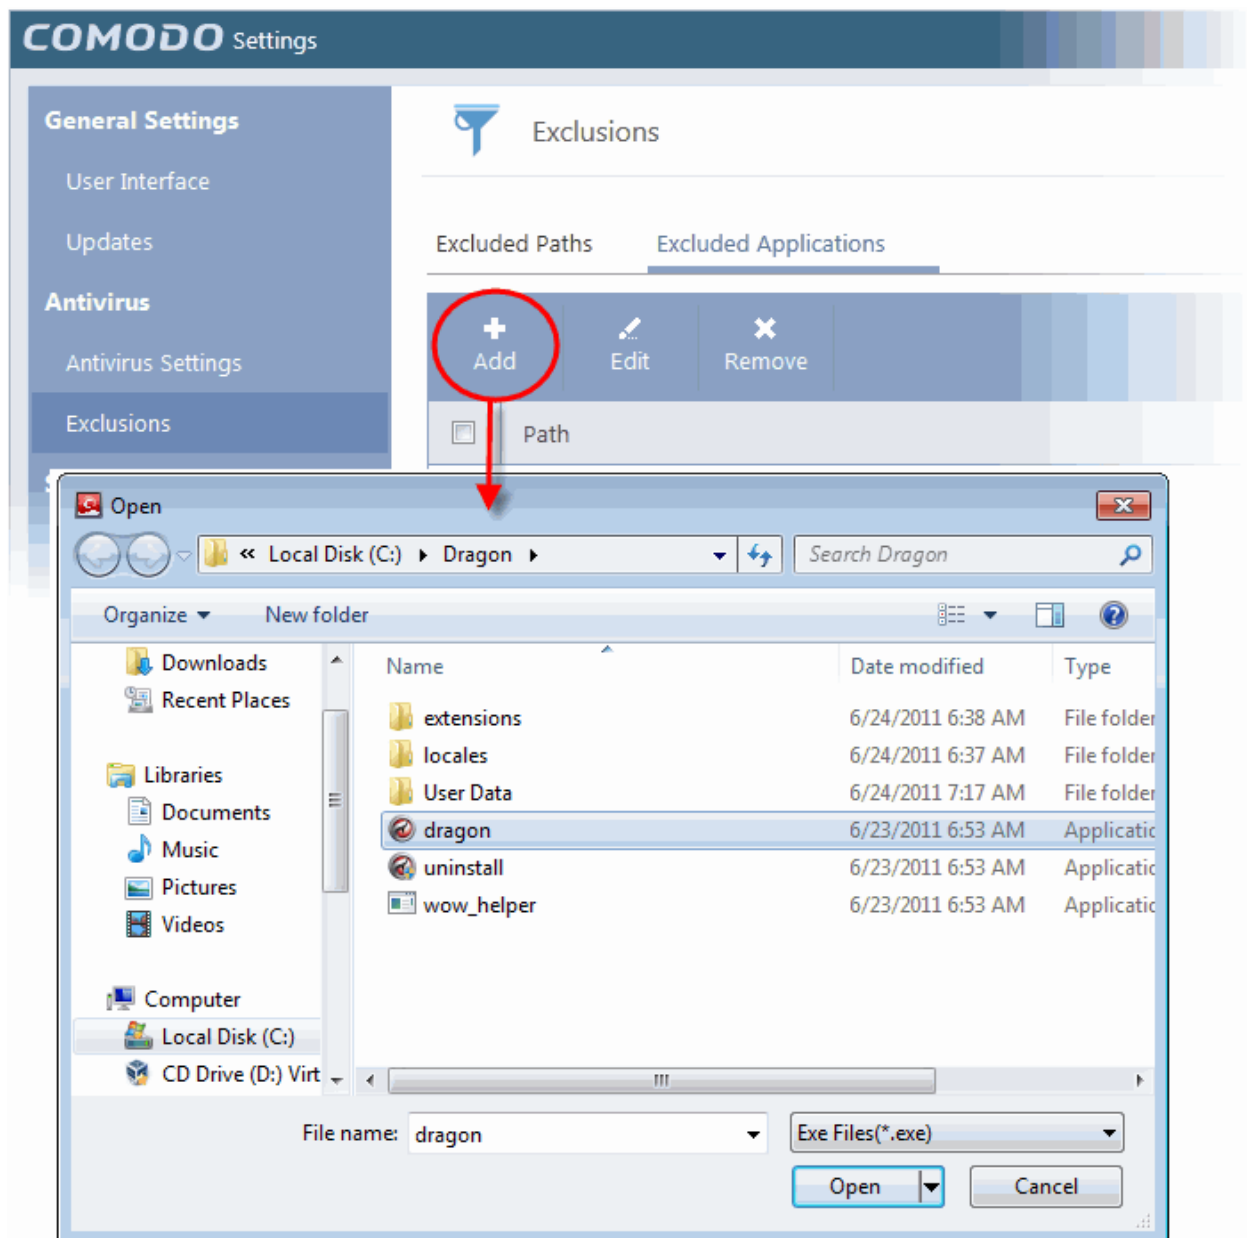 COMODO Settings
General Settings
User Interface
Updates
Antivirus
Antivirus Settings
Exclusions
Exclusions
Excluded Paths Excluded Applications
Add Edit Remove
Path
Open
« Local Disk (C:) Dragon
Search Dragon
Organize New folder
Downloads
Recent Places
Libraries
Documents
Music
Pictures
Videos
Computer
Local Disk (C:)
CD Drive (D:) Virt
Name Date modified Type
extensions 6/24/2011 6:38 AM File folder
locales 6/24/2011 6:37 AM File folder
User Data 6/24/2011 7:17 AM File folder
dragon 6/23/2011 6:53 AM Applicatic
uninstall 6/23/2011 6:53 AM Applicatic
wow_helper 6/23/2011 6:53 AM Applicatic
File name: dragon Exe Files(*.exe)
Open Cancel